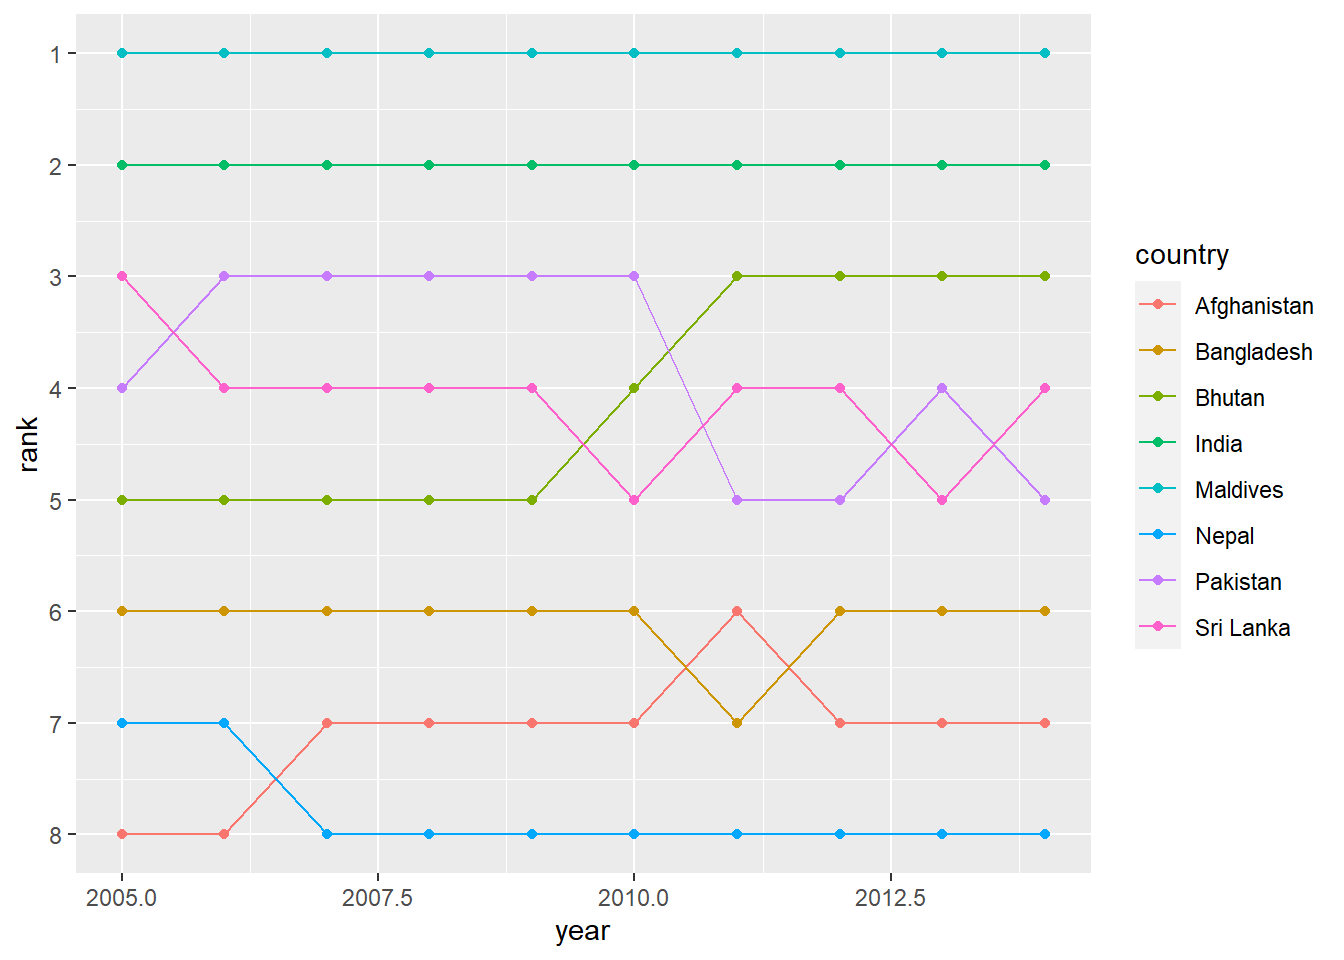 1
2
3
4
5
6
7
8
rank
2005.0 2007.5 2010.0 2012.5
year
country
Afghanistan
Bangladesh
Bhutan
India
Maldives
Nepal
Pakistan
Sri Lanka